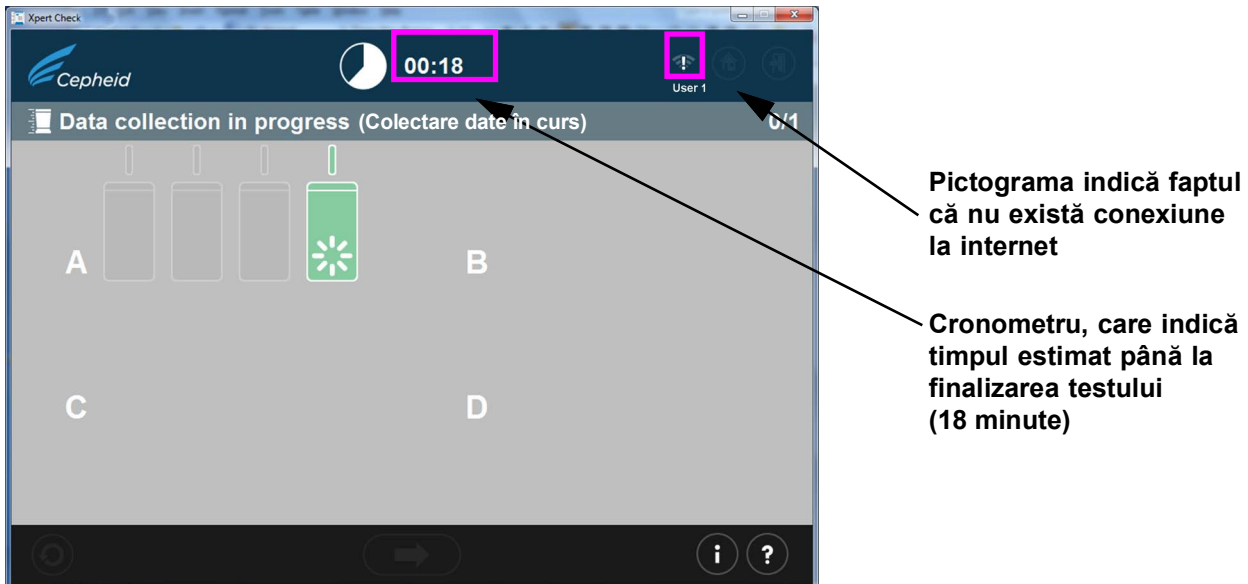 Xpert Check
Cepheid
00:18
User 1
Data collection in progress (Colectare date în curs)
0/1
A
B
C
D
i
?
Pictograma indică faptul
că nu există conexiune
la internet
Cronometru, care indică
timpul estimat până la
finalizarea testului
(18 minute)